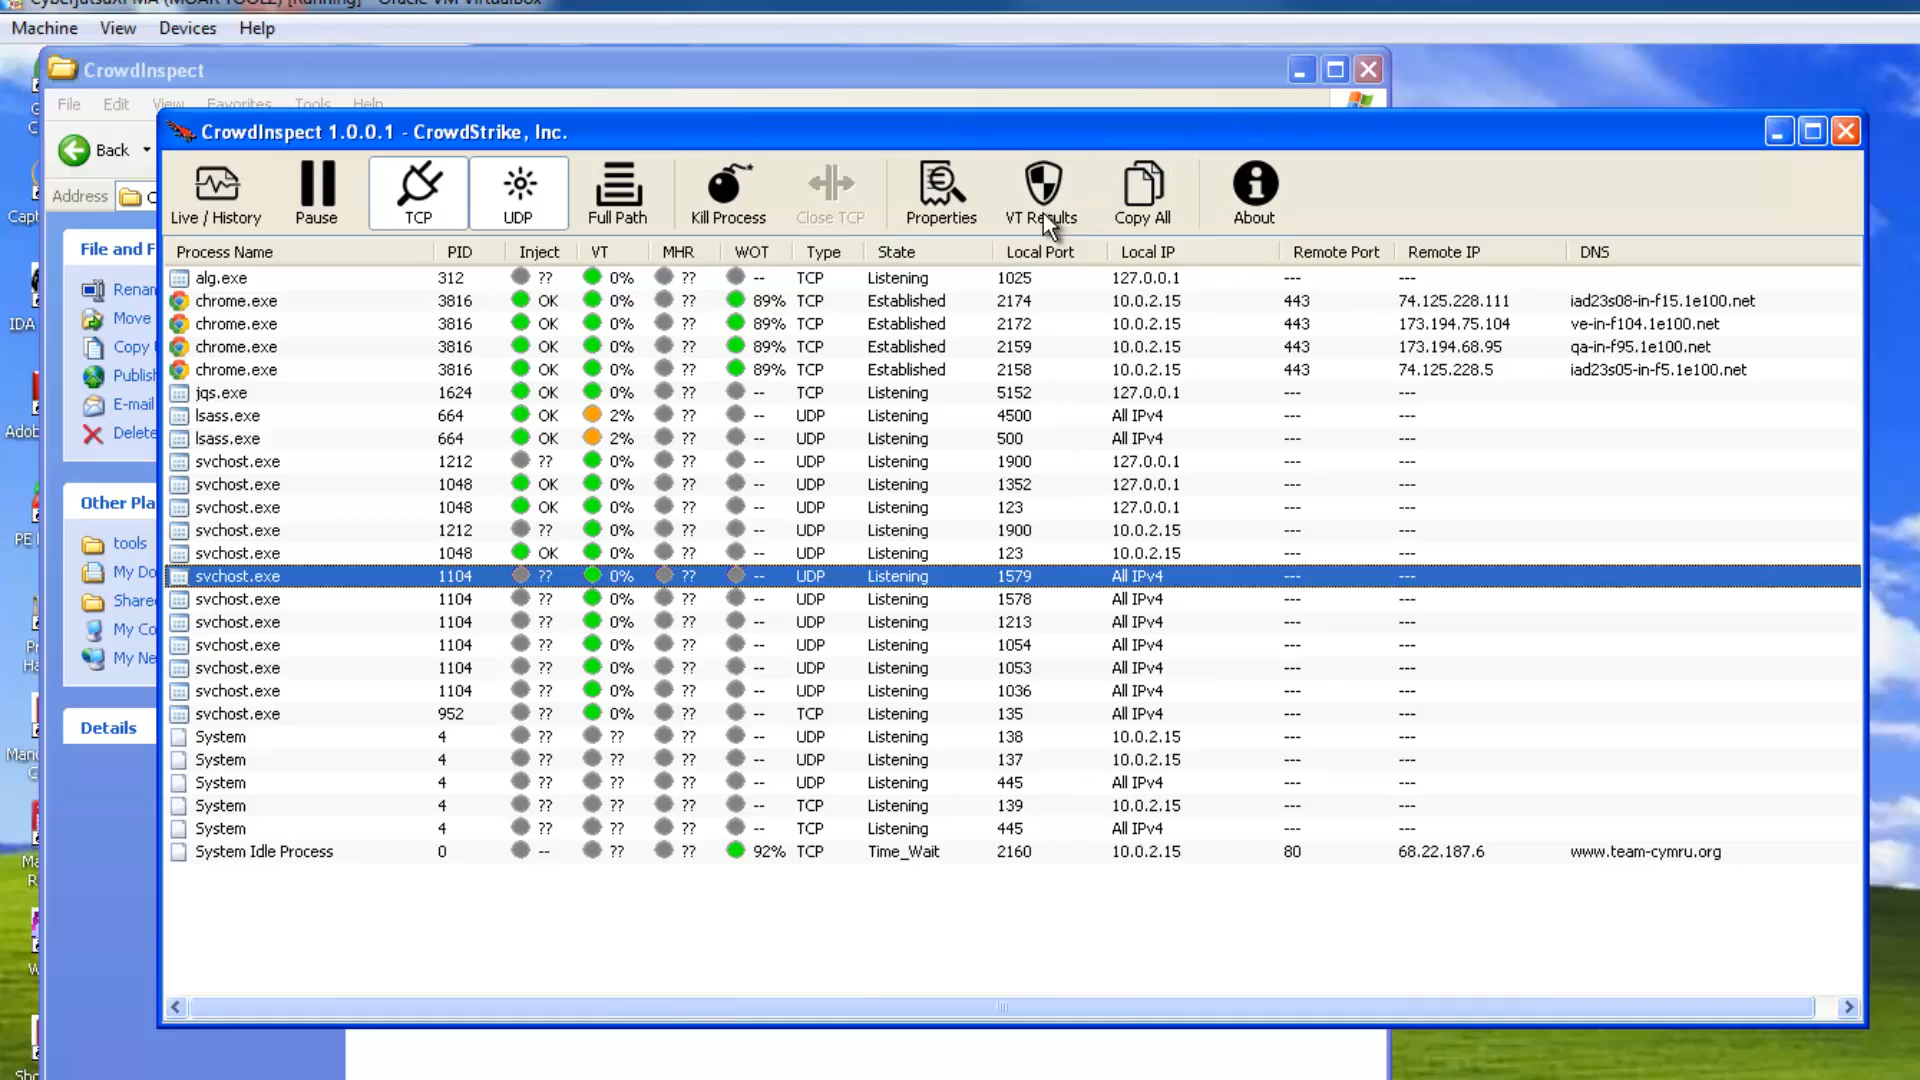 CyberjutsuXPMA (MOAR TOOLZ) [Running] - Oracle VM VirtualBox
Machine View Devices Help
CrowdInspect
File Edit View Favorites Tools Help
CrowdInspect 1.0.0.1 - CrowdStrike, Inc.
Back
Address
Live / History Pause TCP UDP Full Path Kill Process Close TCP Properties VT Results Copy All About
Process Name PID Inject VT MHR WOT Type State Local Port Local IP Remote Port Remote IP DNS
alg.exe 312 ?? 0% ?? -- TCP Listening 1025 127.0.0.1 --- ---
chrome.exe 3816 OK 0% ?? 89% TCP Established 2174 10.0.2.15 443 74.125.228.111 iad23s08-in-f15.1e100.net
chrome.exe 3816 OK 0% ?? 89% TCP Established 2172 10.0.2.15 443 173.194.75.104 ve-in-f104.1e100.net
chrome.exe 3816 OK 0% ?? 89% TCP Established 2159 10.0.2.15 443 173.194.68.95 qa-in-f95.1e100.net
chrome.exe 3816 OK 0% ?? 89% TCP Established 2158 10.0.2.15 443 74.125.228.5 iad23s05-in-f5.1e100.net
jqs.exe 1624 OK 0% ?? -- TCP Listening 5152 127.0.0.1 --- ---
lsass.exe 664 OK 2% ?? -- UDP Listening 4500 All IPv4 --- ---
lsass.exe 664 OK 2% ?? -- UDP Listening 500 All IPv4 --- ---
svchost.exe 1212 ?? 0% ?? -- UDP Listening 1900 127.0.0.1 --- ---
svchost.exe 1048 OK 0% ?? -- UDP Listening 1352 127.0.0.1 --- ---
svchost.exe 1048 OK 0% ?? -- UDP Listening 123 127.0.0.1 --- ---
svchost.exe 1212 ?? 0% ?? -- UDP Listening 1900 10.0.2.15 --- ---
svchost.exe 1048 OK 0% ?? -- UDP Listening 123 10.0.2.15 --- ---
svchost.exe 1104 ?? 0% ?? -- UDP Listening 1579 All IPv4 --- ---
svchost.exe 1104 ?? 0% ?? -- UDP Listening 1578 All IPv4 --- ---
svchost.exe 1104 ?? 0% ?? -- UDP Listening 1213 All IPv4 --- ---
svchost.exe 1104 ?? 0% ?? -- UDP Listening 1054 All IPv4 --- ---
svchost.exe 1104 ?? 0% ?? -- UDP Listening 1053 All IPv4 --- ---
svchost.exe 1104 ?? 0% ?? -- UDP Listening 1036 All IPv4 --- ---
svchost.exe 952 ?? 0% ?? -- TCP Listening 135 All IPv4 --- ---
System 4 ?? ?? ?? -- UDP Listening 138 10.0.2.15 --- ---
System 4 ?? ?? ?? -- UDP Listening 137 10.0.2.15 --- ---
System 4 ?? ?? ?? -- UDP Listening 445 All IPv4 --- ---
System 4 ?? ?? ?? -- TCP Listening 139 10.0.2.15 --- ---
System 4 ?? ?? ?? -- TCP Listening 445 All IPv4 --- ---
System Idle Process 0 -- ?? ?? 92% TCP Time_Wait 2160 10.0.2.15 80 68.22.187.6 www.team-cymru.org
File and F
Renam
Move
Copy
Publish
E-mail
Delete
Other Pla
tools
My Do
Share
My Co
My Ne
Details
Capt
IDA
Adob
PE
Manc